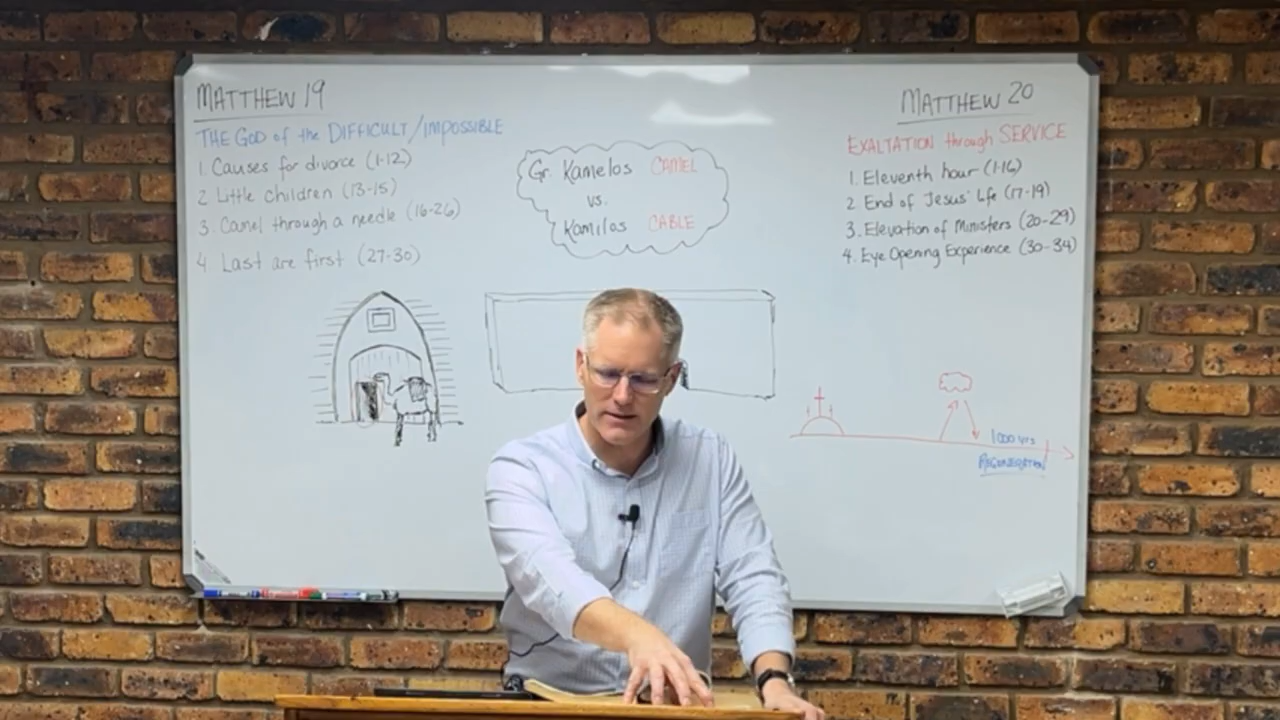 MATTHEW 19
THE GOD of the DIFFICULT/IMPOSSIBLE
1. Causes for divorce (1-12)
2 Little children (13-15)
3. Camel through a needle (16-26)
4. Last are first (27-30)
Gr. Kamelos CAMEL
vs.
Kamilos CABLE
MATTHEW 20
EXALTATION through SERVICE
1. Eleventh hour (1-16)
2 End of Jesus' Life (17-19)
3. Elevation of Ministers (20-29)
4. Eye Opening Experience (30-34)
1000 yrs
REGENERATION